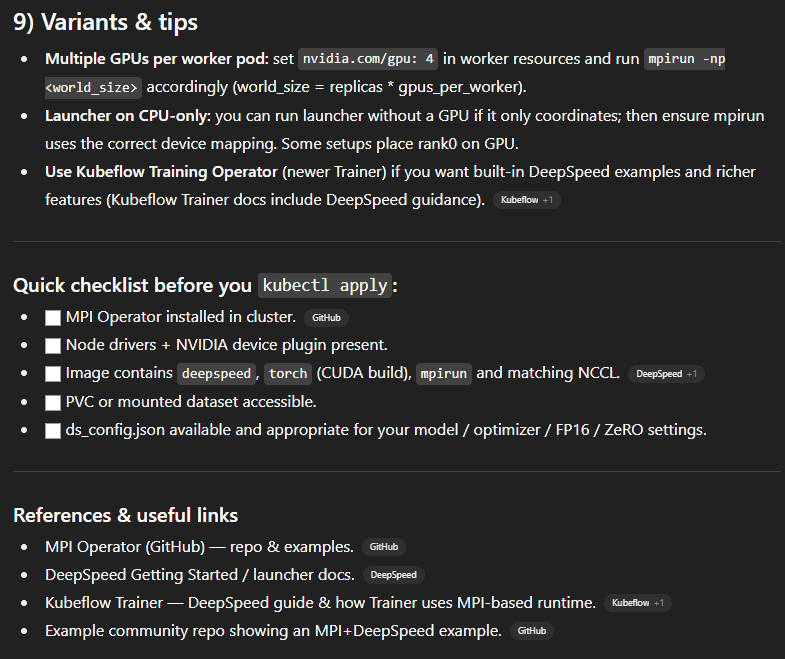 9) Variants & tips
Multiple GPUs per worker pod: set nvidia.com/gpu: 4 in worker resources and run mpirun -np
<world_size> accordingly (world_size = replicas * gpus_per_worker).
Launcher on CPU-only: you can run launcher without a GPU if it only coordinates; then ensure mpirun
uses the correct device mapping. Some setups place rank0 on GPU.
Use Kubeflow Training Operator (newer Trainer) if you want built-in DeepSpeed examples and richer
features (Kubeflow Trainer docs include DeepSpeed guidance). Kubeflow +1
Quick checklist before you kubectl apply:
MPI Operator installed in cluster. GitHub
Node drivers + NVIDIA device plugin present.
Image contains deepspeed, torch (CUDA build), mpirun and matching NCCL. DeepSpeed +1
PVC or mounted dataset accessible.
ds_config.json available and appropriate for your model / optimizer / FP16 / ZeRO settings.
References & useful links
MPI Operator (GitHub) — repo & examples. GitHub
DeepSpeed Getting Started / launcher docs. DeepSpeed
Kubeflow Trainer — DeepSpeed guide & how Trainer uses MPI-based runtime. Kubeflow +1
Example community repo showing an MPI+DeepSpeed example. GitHub